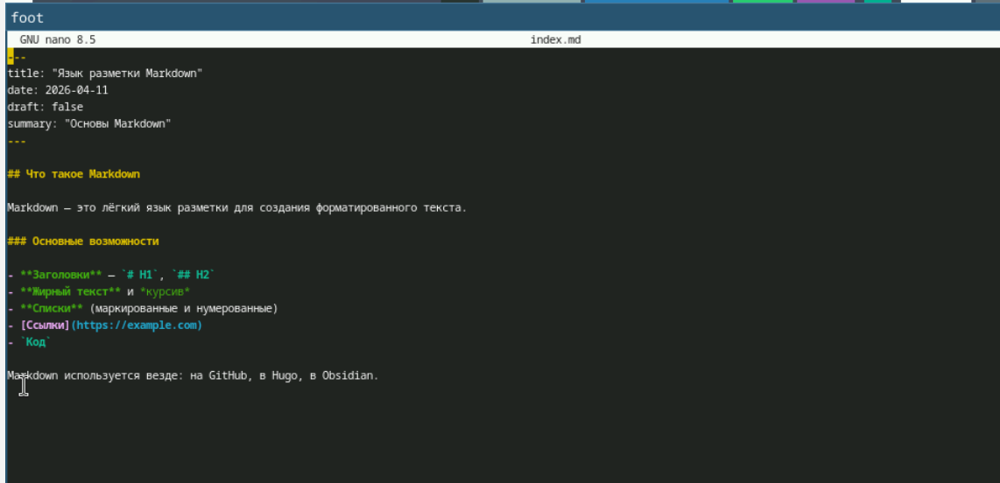 foot
GNU nano 8.5 index.md
---
title: "Язык разметки Markdown"
date: 2026-04-11
draft: false
summary: "Основы Markdown"
---
## Что такое Markdown
Markdown — это лёгкий язык разметки для создания форматированного текста.
### Основные возможности
- **Заголовки** — `# H1`, `## H2`
- **Жирный текст** и *курсив*
- **Списки** (маркированные и нумерованные)
- [Ссылки](https://example.com)
- `Код`
Markdown используется везде: на GitHub, в Hugo, в Obsidian.